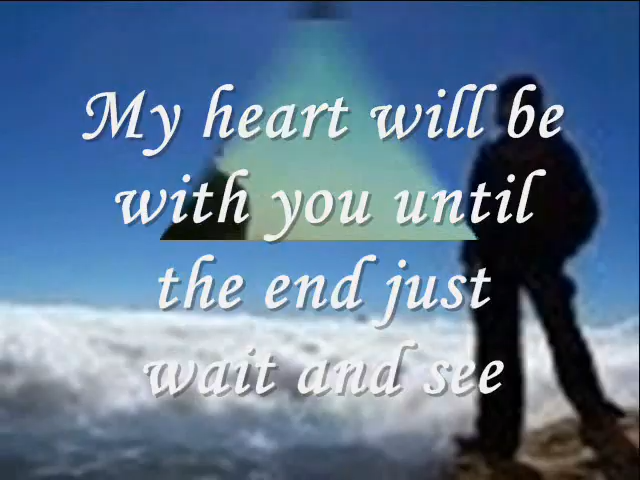 My heart will be
with you until
the end just
wait and see